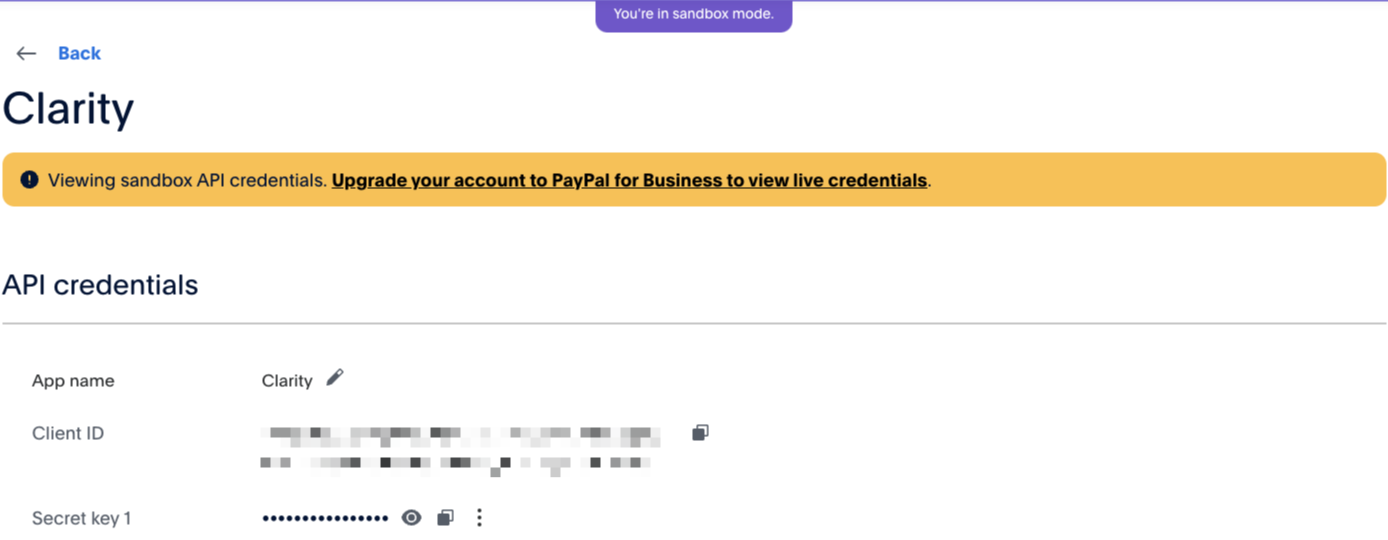 You're in sandbox mode.
Back
Clarity
Viewing sandbox API credentials. Upgrade your account to PayPal for Business to view live credentials.
API credentials
App name Clarity
Client ID
Secret key 1 ••••••••••••••••